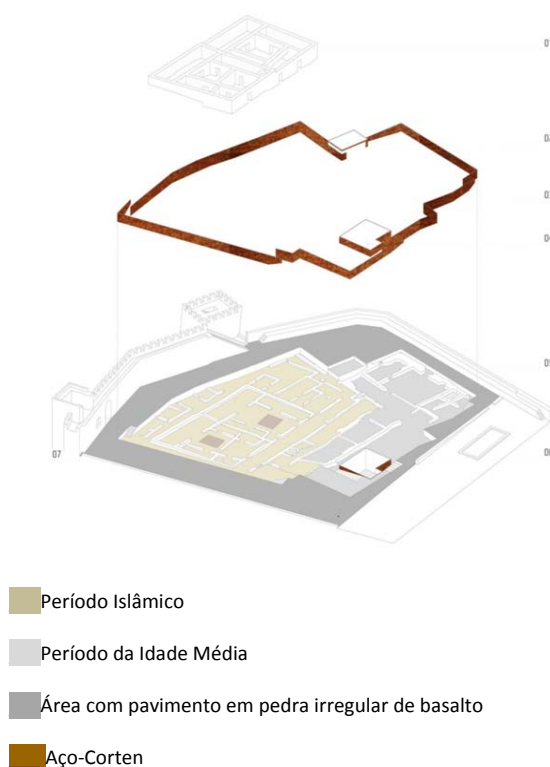 07
Período Islâmico
Período da Idade Média
Área com pavimento em pedra irregular de basalto
Aço-Corten